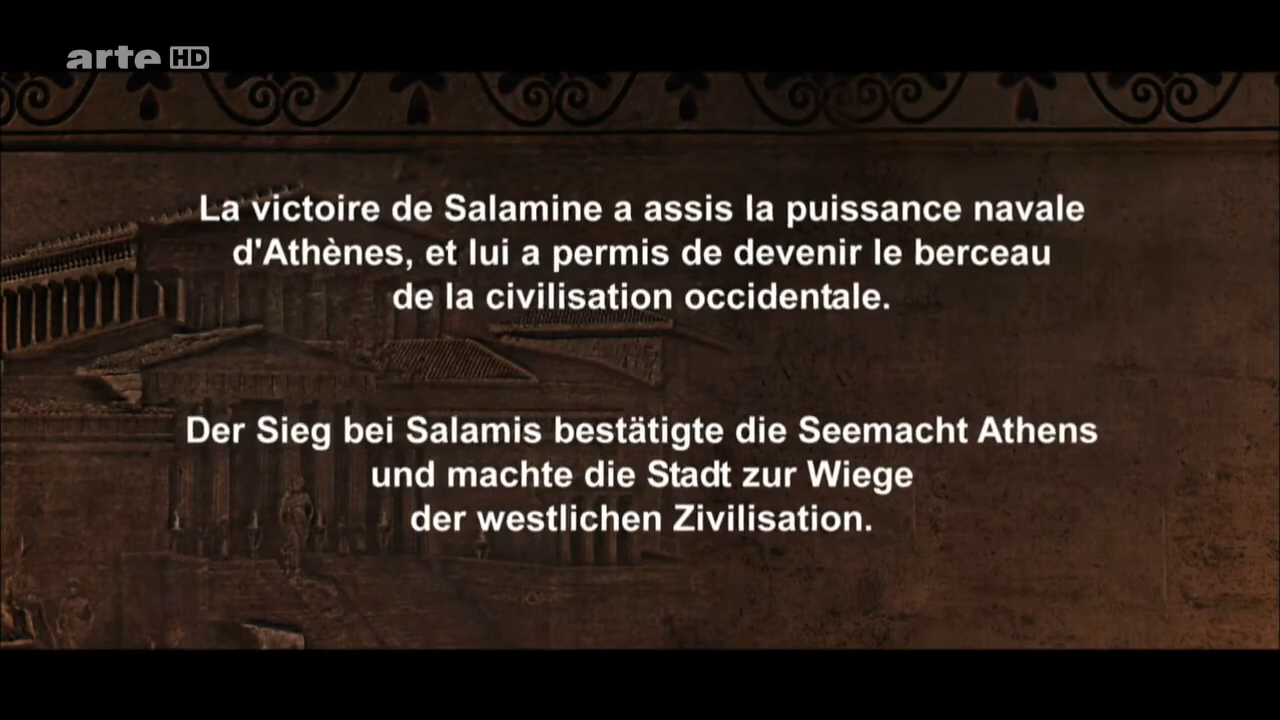 arte HD
La victoire de Salamine a assis la puissance navale
d'Athènes, et lui a permis de devenir le berceau
de la civilisation occidentale.
Der Sieg bei Salamis bestätigte die Seemacht Athens
und machte die Stadt zur Wiege
der westlichen Zivilisation.